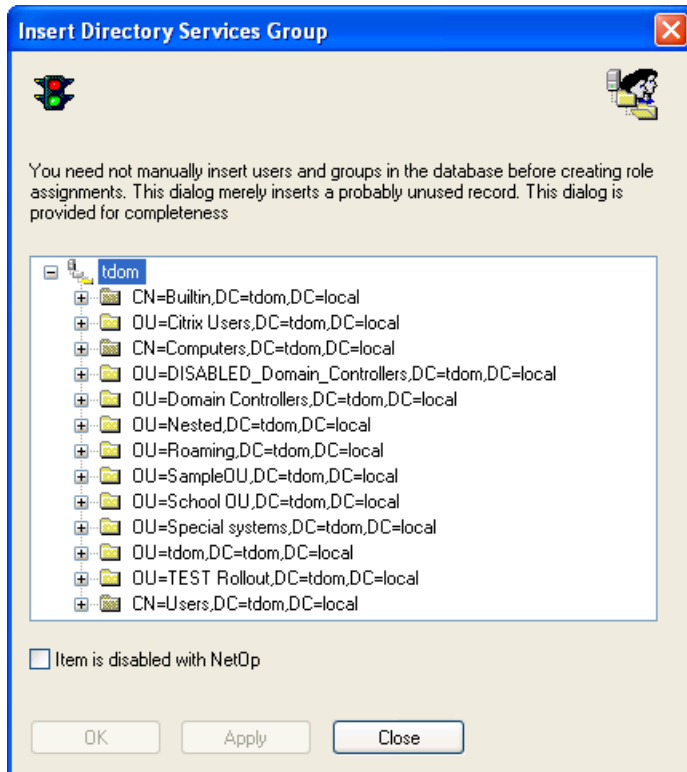 Insert Directory Services Group
You need not manually insert users and groups in the database before creating role
assignments. This dialog merely inserts a probably unused record. This dialog is
provided for completeness
tdom
CN=Builtin,DC=tdom,DC=local
OU=Citrix Users,DC=tdom,DC=local
CN=Computers,DC=tdom,DC=local
OU=DISABLED_Domain_Controllers,DC=tdom,DC=local
OU=Domain Controllers,DC=tdom,DC=local
OU=Nested,DC=tdom,DC=local
OU=Roaming,DC=tdom,DC=local
OU=SampleOU,DC=tdom,DC=local
OU=School OU,DC=tdom,DC=local
OU=Special systems,DC=tdom,DC=local
OU=tdom,DC=tdom,DC=local
OU=TEST Rollout,DC=tdom,DC=local
CN=Users,DC=tdom,DC=local
Item is disabled with NetOp
OK Apply Close